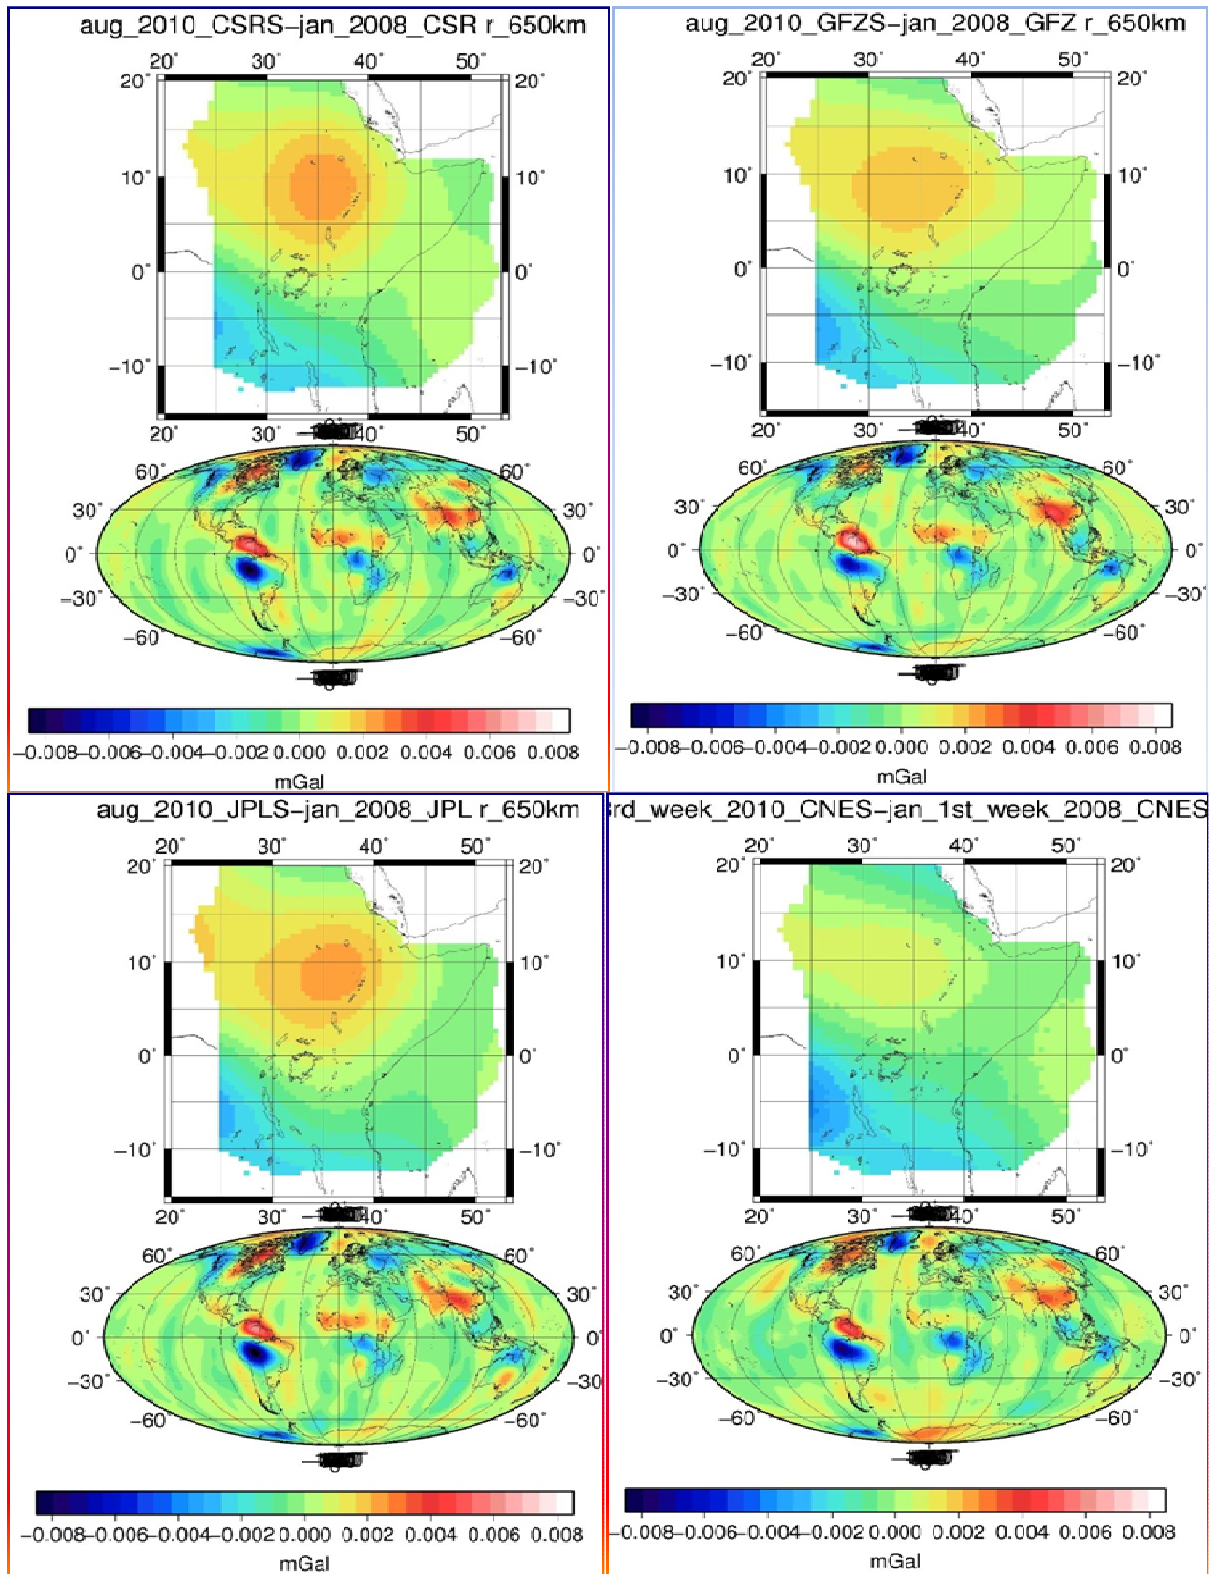 aug_2010_CSRS-jan_2008_CSR r_650km
20° 30° 40° 50°
20° 20°
10° 10°
0° 0°
-10° -10°
20° 30° 40° 50°
60° 60°
30° 30°
0° 0°
-30° -30°
-60° -60°
-0.008 -0.006 -0.004 -0.002 0.000 0.002 0.004 0.006 0.008
mGal
aug_2010_GFZS-jan_2008_GFZ r_650km
20° 30° 40° 50°
20° 20°
10° 10°
0° 0°
-10° -10°
20° 30° 40° 50°
60° 60°
30° 30°
0° 0°
-30° -30°
-60° -60°
-0.008 -0.006 -0.004 -0.002 0.000 0.002 0.004 0.006 0.008
mGal
aug_2010_JPLS-jan_2008_JPL r_650km
20° 30° 40° 50°
20° 20°
10° 10°
0° 0°
-10° -10°
20° 30° 40° 50°
60° 60°
30° 30°
0° 0°
-30° -30
-60° -60°
-0.008 -0.006 -0.004 -0.002 0.000 0.002 0.004 0.006 0.008
mGal
3rd_week_2010_CNES-jan_1st_week_2008_CNES
20° 30° 40° 50°
20° 20°
10° 10°
0° 0°
-10° -10°
20° 30° 40° 50°
60° 60°
30° 30°
0° 0°
-30° -30°
-60 -60°
-0.008 -0.006 -0.004 -0.002 0.000 0.002 0.004 0.006 0.008
mGal